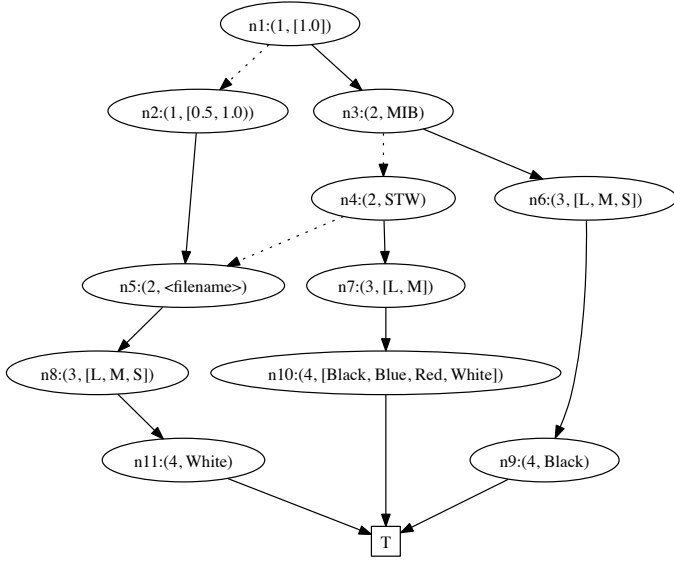 n1:(1, [1.0])
n2:(1, [0.5, 1.0))
n3:(2, MIB)
n4:(2, STW)
n6:(3, [L, M, S])
n5:(2, <filename>)
n7:(3, [L, M])
n8:(3, [L, M, S])
n10:(4, [Black, Blue, Red, White])
n11:(4, White)
n9:(4, Black)
T